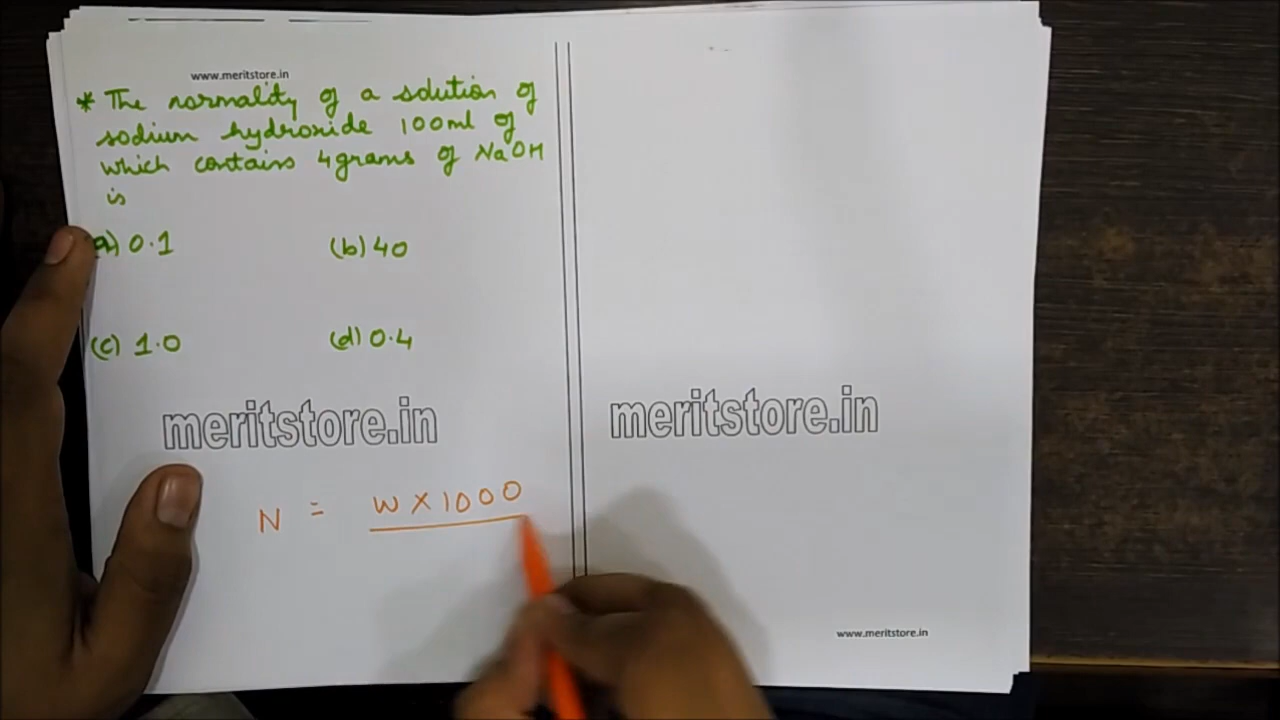 www.meritstore.in
* The normality of a solution of
sodium hydroxide 100ml of
which contains 4grams of NaOH
is
(a) 0.1 (b) 40
(c) 1.0 (d) 0.4
meritstore.in
N = W X 1000
meritstore.in
www.meritstore.in